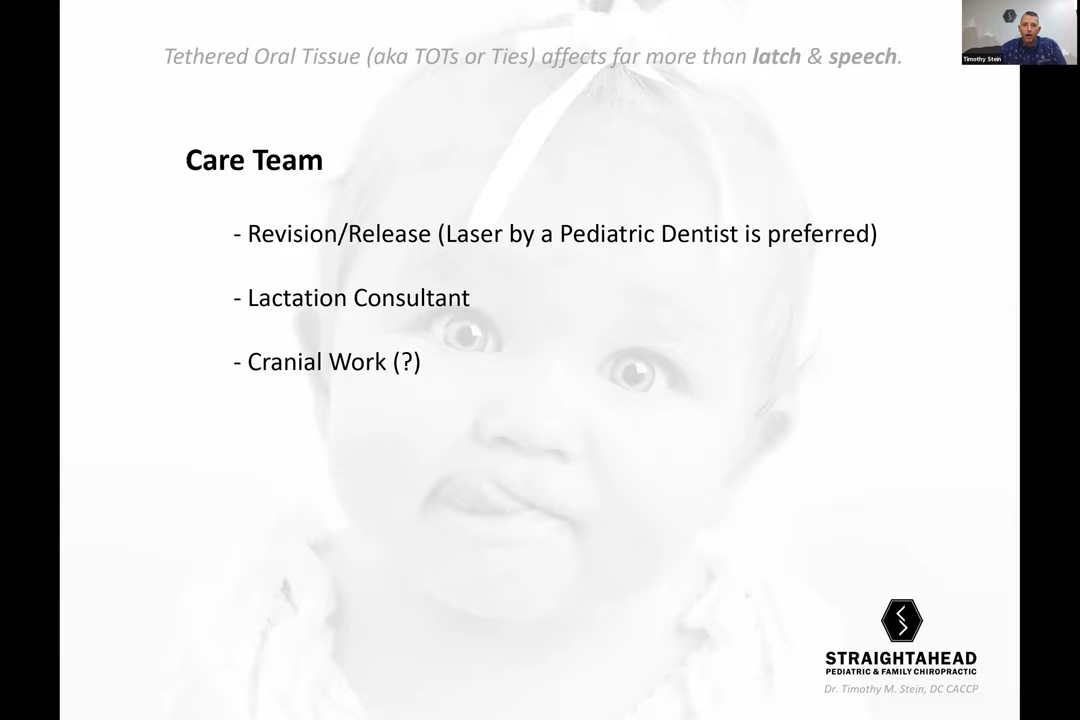 Tethered Oral Tissue (aka TOTs or Ties) affects far more than latch & speech.
Timothy Stein
Care Team
- Revision/Release (Laser by a Pediatric Dentist is preferred)
- Lactation Consultant
- Cranial Work (?)
STRAIGHTAHEAD
PEDIATRIC & FAMILY CHIROPRACTIC
Dr. Timothy M. Stein, DC CACCP